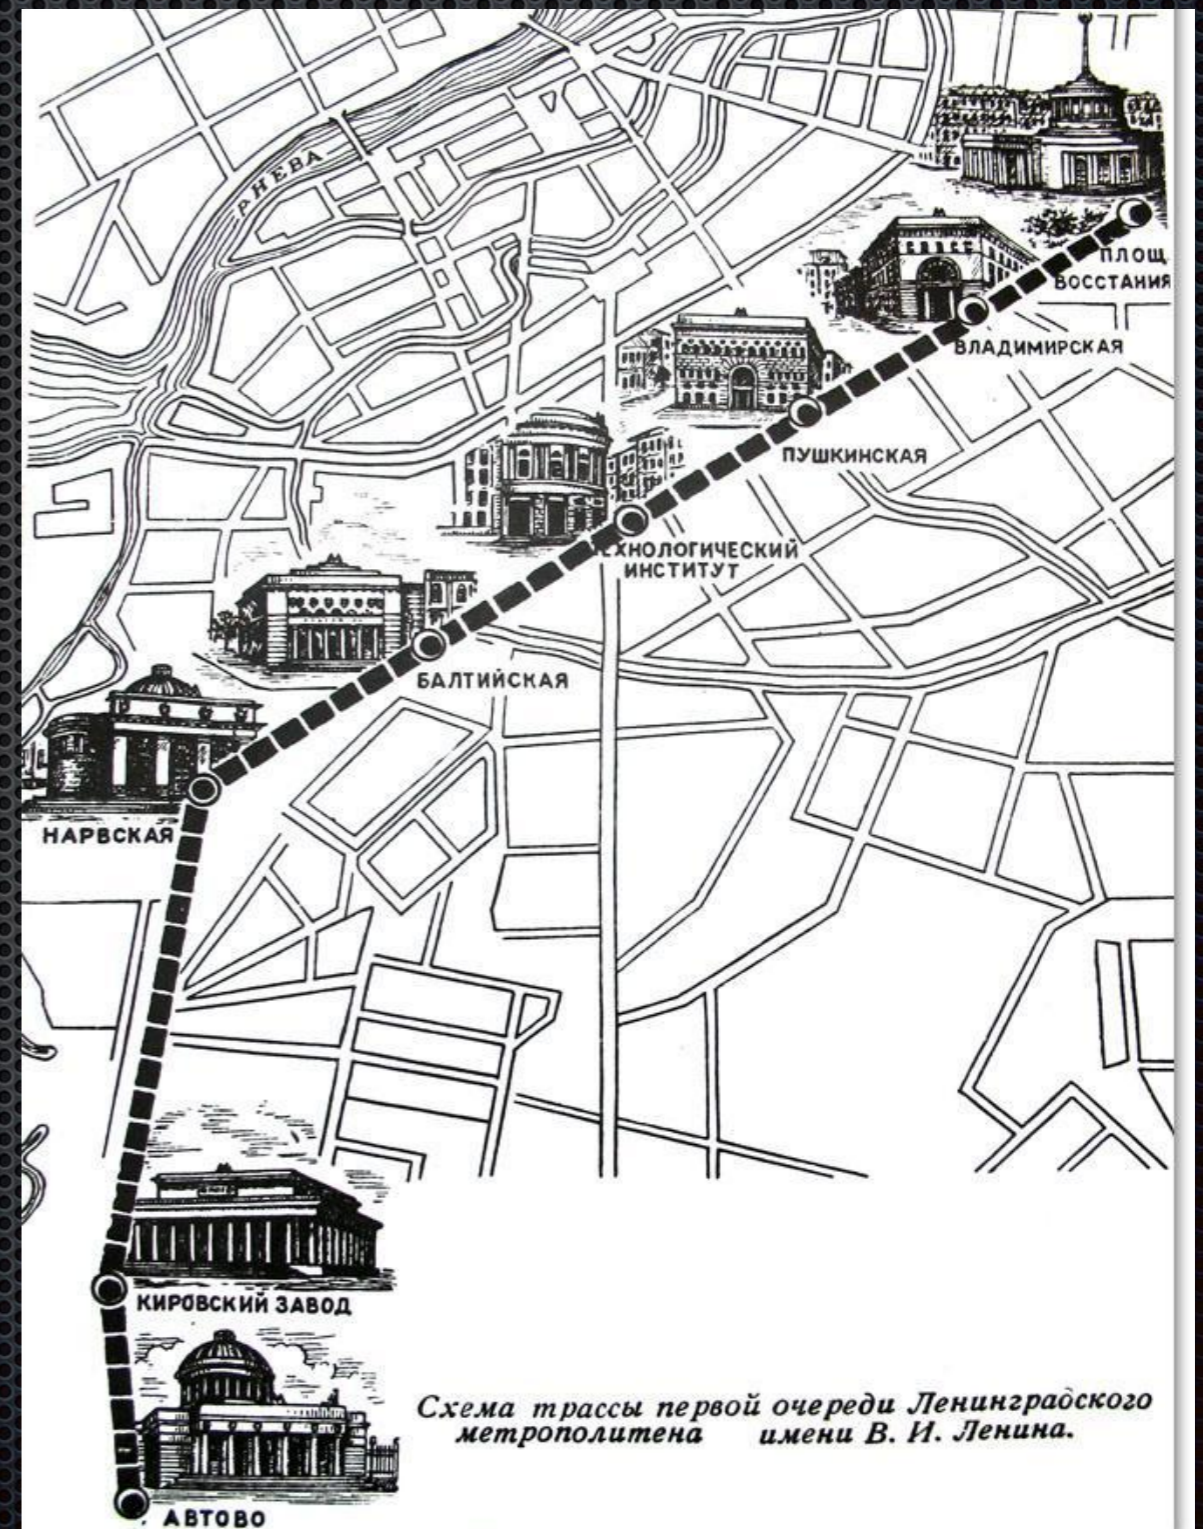 Р. НЕВА
ПЛОЩ.
ВОССТАНИЯ
ВЛАДИМИРСКАЯ
ПУШКИНСКАЯ
ТЕХНОЛОГИЧЕСКИЙ
ИНСТИТУТ
БАЛТИЙСКАЯ
НАРВСКАЯ
КИРОВСКИЙ ЗАВОД
Схема трассы первой очереди Ленинградского
метрополитена имени В. И. Ленина.
АВТОВО